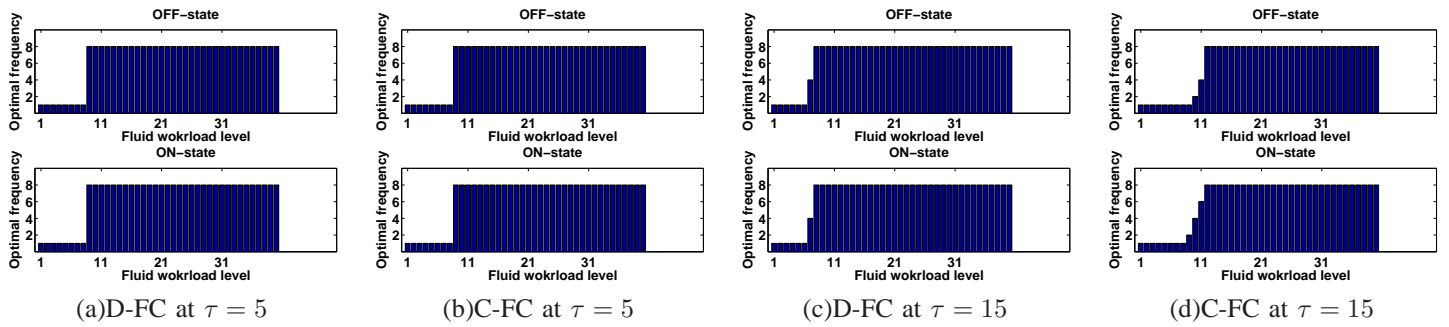 OFF-state
Optimal frequency
8
6
4
2
1 11 21 31
Fluid wokrload level
ON-state
Optimal frequency
8
6
4
2
1 11 21 31
Fluid wokrload level
(a)D-FC at τ = 5
OFF-state
Optimal frequency
8
6
4
2
1 11 21 31
Fluid wokrload level
ON-state
Optimal frequency
8
6
4
2
1 11 21 31
Fluid wokrload level
(b)C-FC at τ = 5
OFF-state
Optimal frequency
8
6
4
2
1 11 21 31
Fluid wokrload level
ON-state
Optimal frequency
8
6
4
2
1 11 21 31
Fluid wokrload level
(c)D-FC at τ = 15
OFF-state
Optimal frequency
8
6
4
2
1 11 21 31
Fluid wokrload level
ON-state
Optimal frequency
8
6
4
2
1 11 21 31
Fluid wokrload level
(d)C-FC at τ = 15